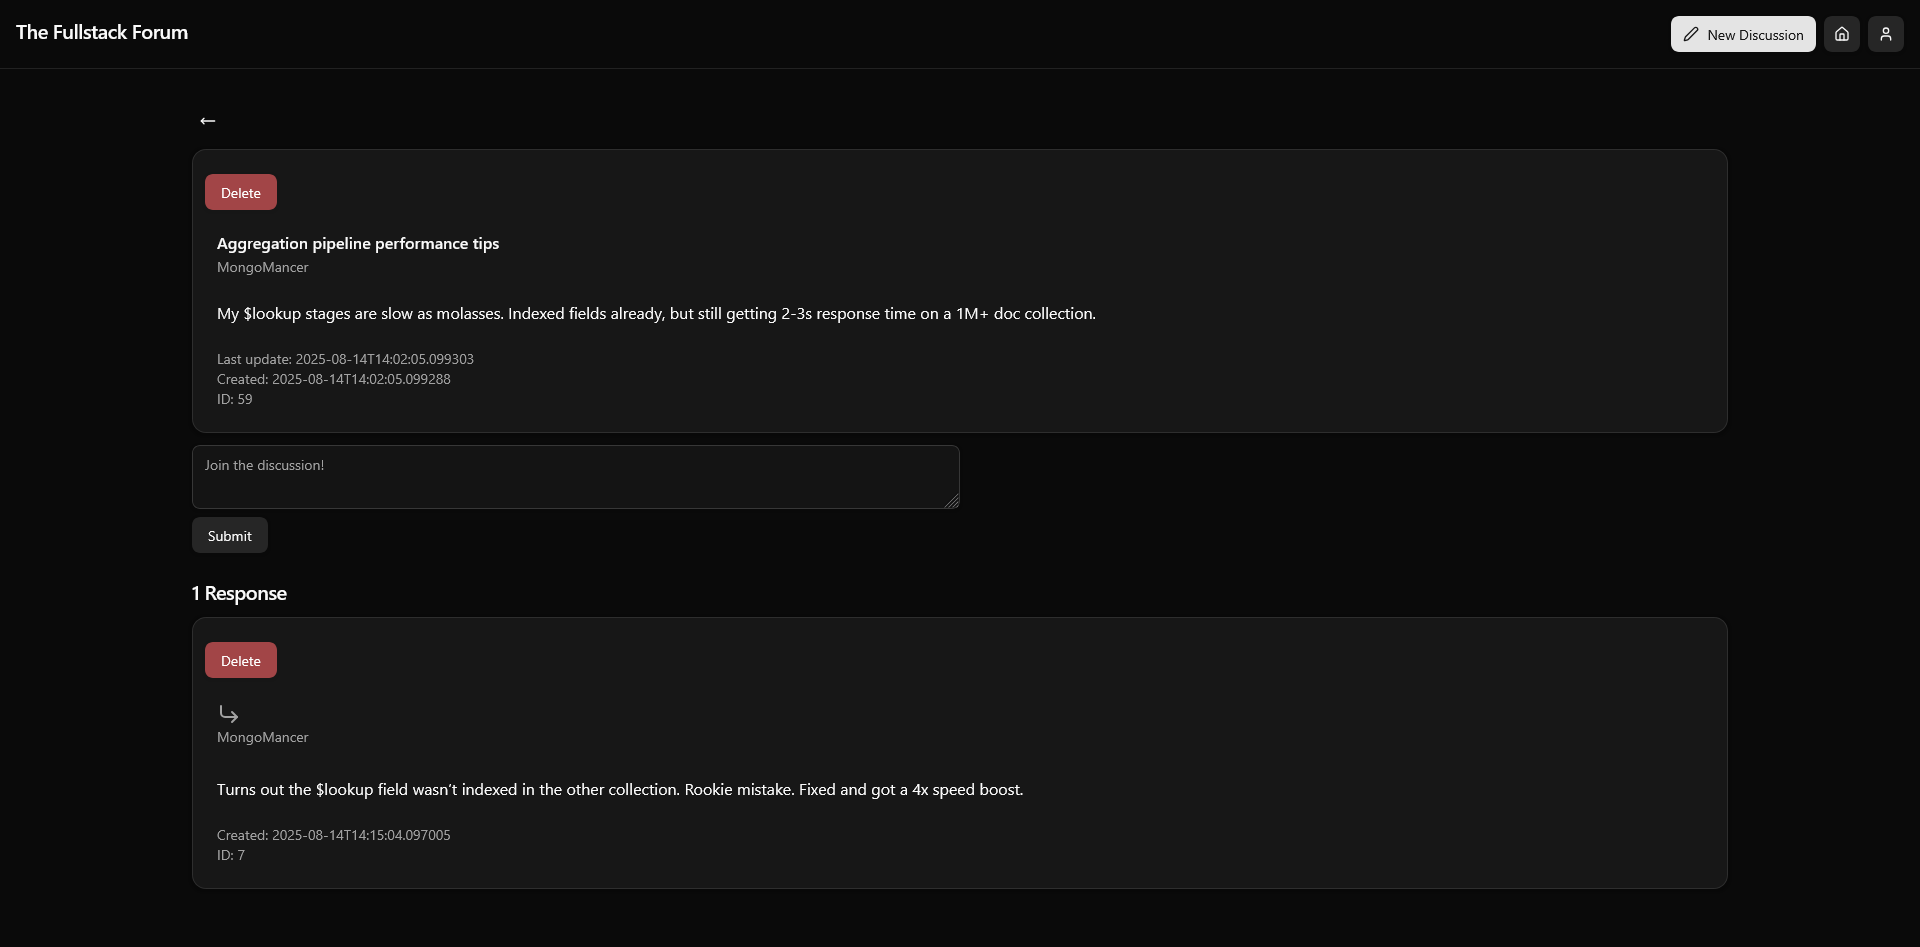 The Fullstack Forum
New Discussion
Delete
Aggregation pipeline performance tips
MongoMancer
My $lookup stages are slow as molasses. Indexed fields already, but still getting 2-3s response time on a 1M+ doc collection.
Last update: 2025-08-14T14:02:05.099303
Created: 2025-08-14T14:02:05.099288
ID: 59
Join the discussion!
Submit
1 Response
Delete
MongoMancer
Turns out the $lookup field wasn’t indexed in the other collection. Rookie mistake. Fixed and got a 4x speed boost.
Created: 2025-08-14T14:15:04.097005
ID: 7